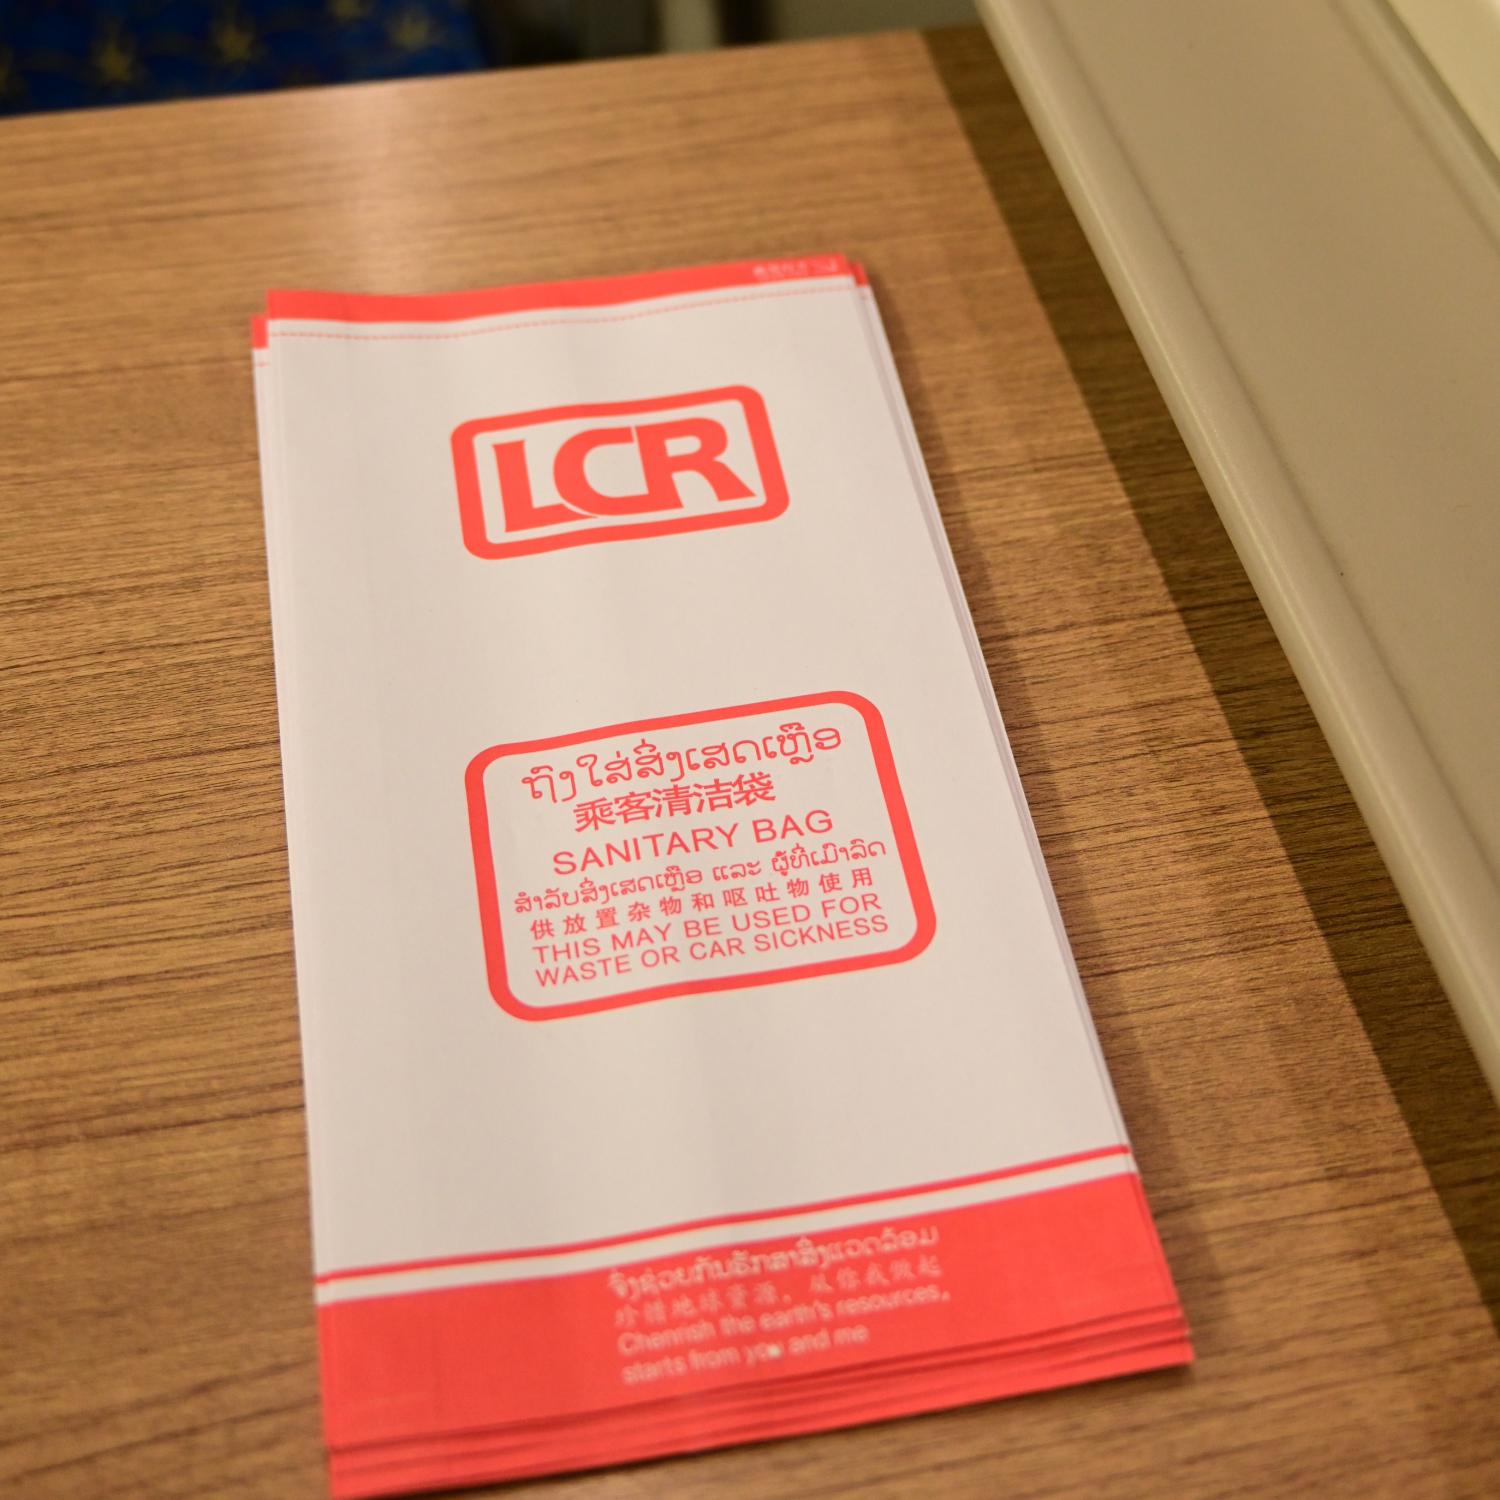 LCR
ຖົງໃສ່ສິ່ງເສດເຫຼືອ
乘客清洁袋
SANITARY BAG
ສຳລັບສິ່ງເສດເຫຼືອ ແລະ ຜູ້ທີ່ເມົາລົດ
供放置杂物和呕吐物使用
THIS MAY BE USED FOR
WASTE OR CAR SICKNESS
ຈົ່ງຊ່ວຍກັນຮັກສາສິ່ງແວດລ້ອມ
珍惜地球资源，从你我做起
Cherrish the earth's resources,
starts from you and me